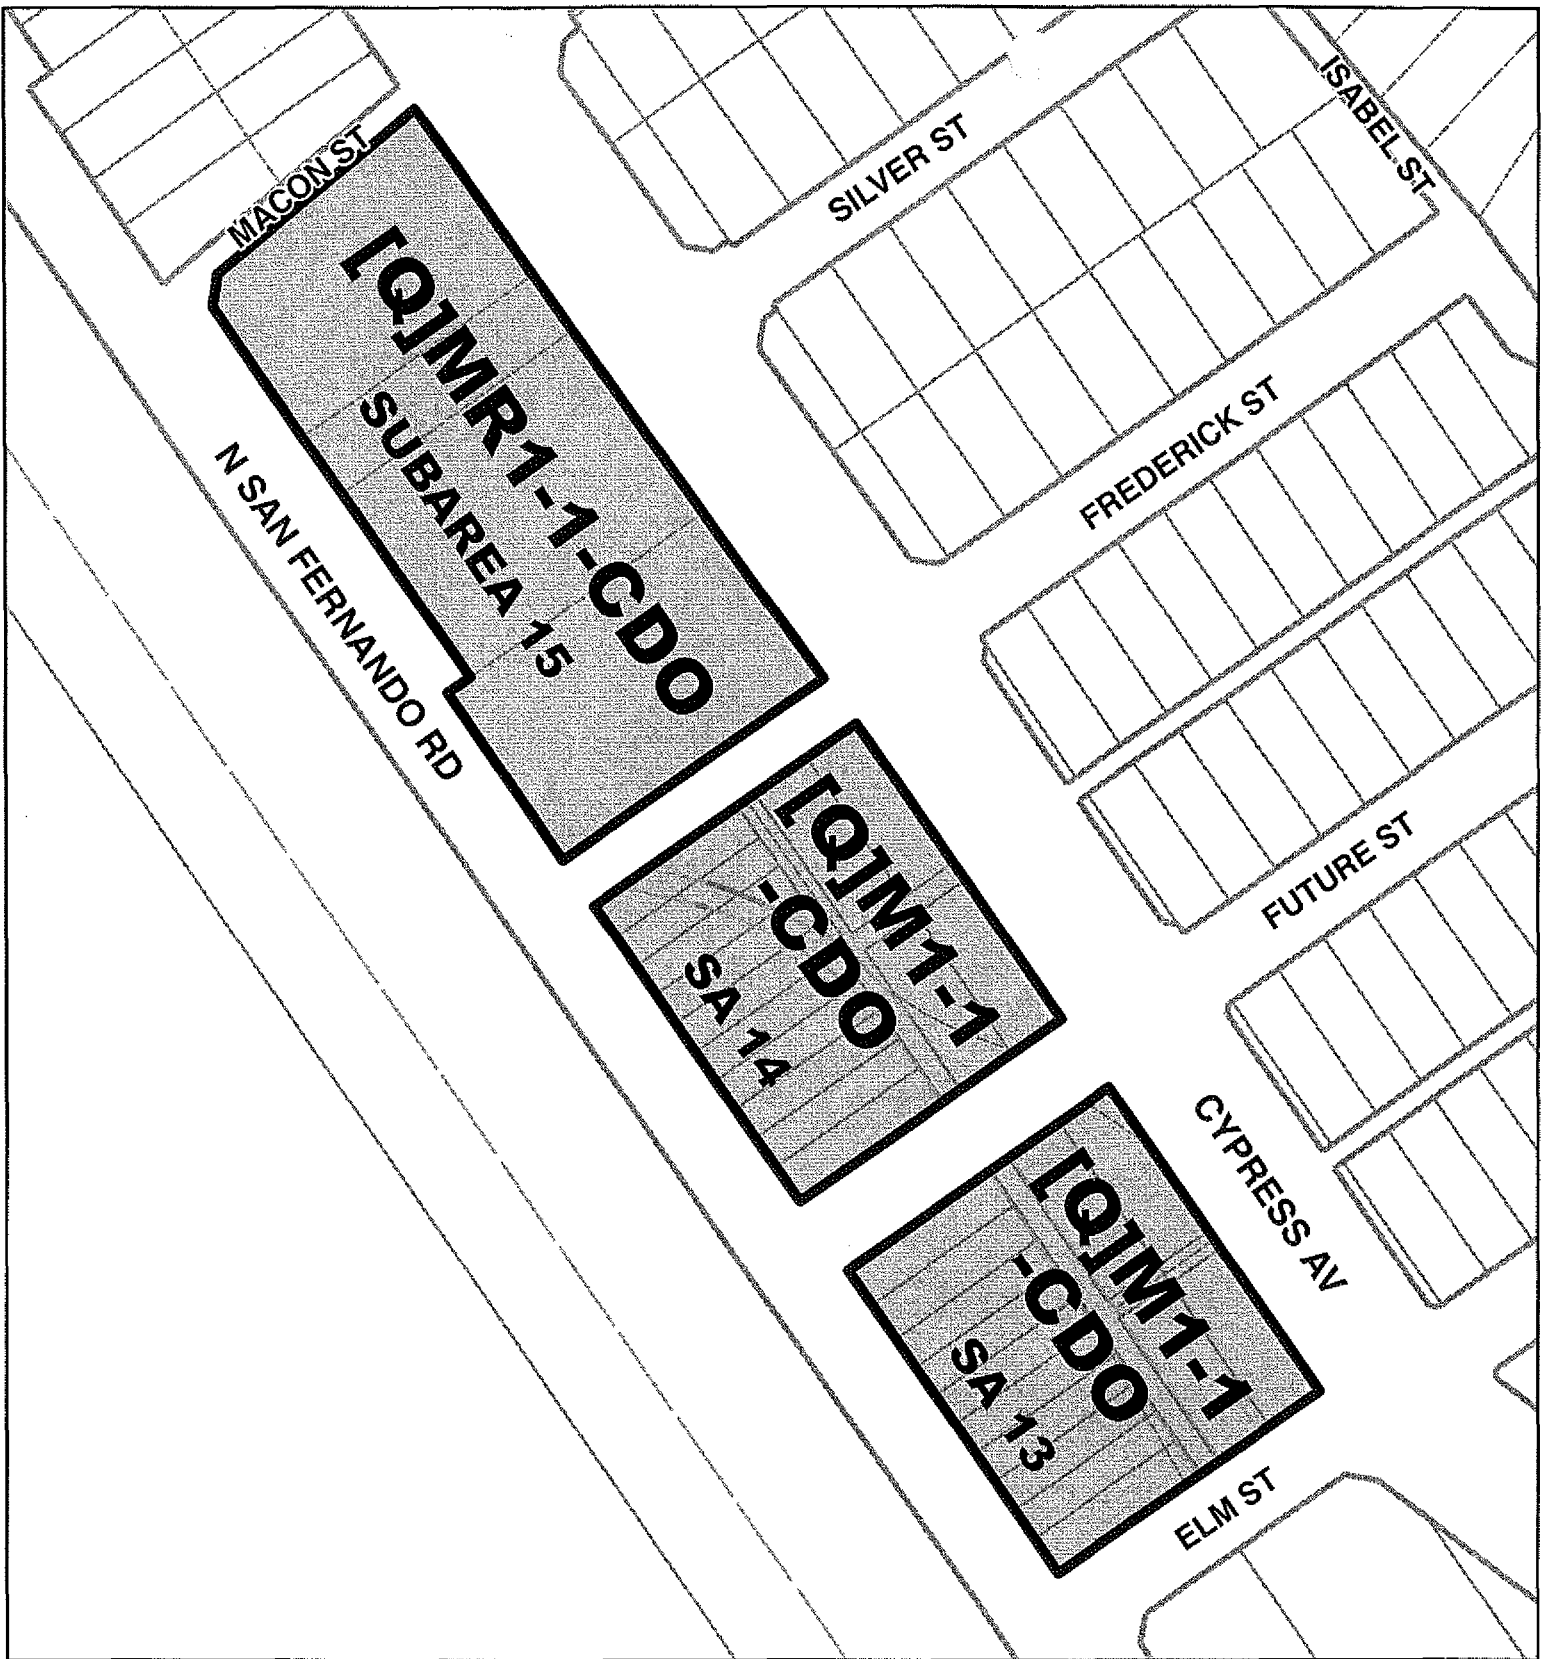 ISABEL ST
SILVER ST
MACON ST
[Q]MR1-1-CDO
SUBAREA 15
N SAN FERNANDO RD
FREDERICK ST
[Q]M1-1
-CDO
SA 14
FUTURE ST
CYPRESS AV
[Q]M1-1
-CDO
SA 13
ELM ST